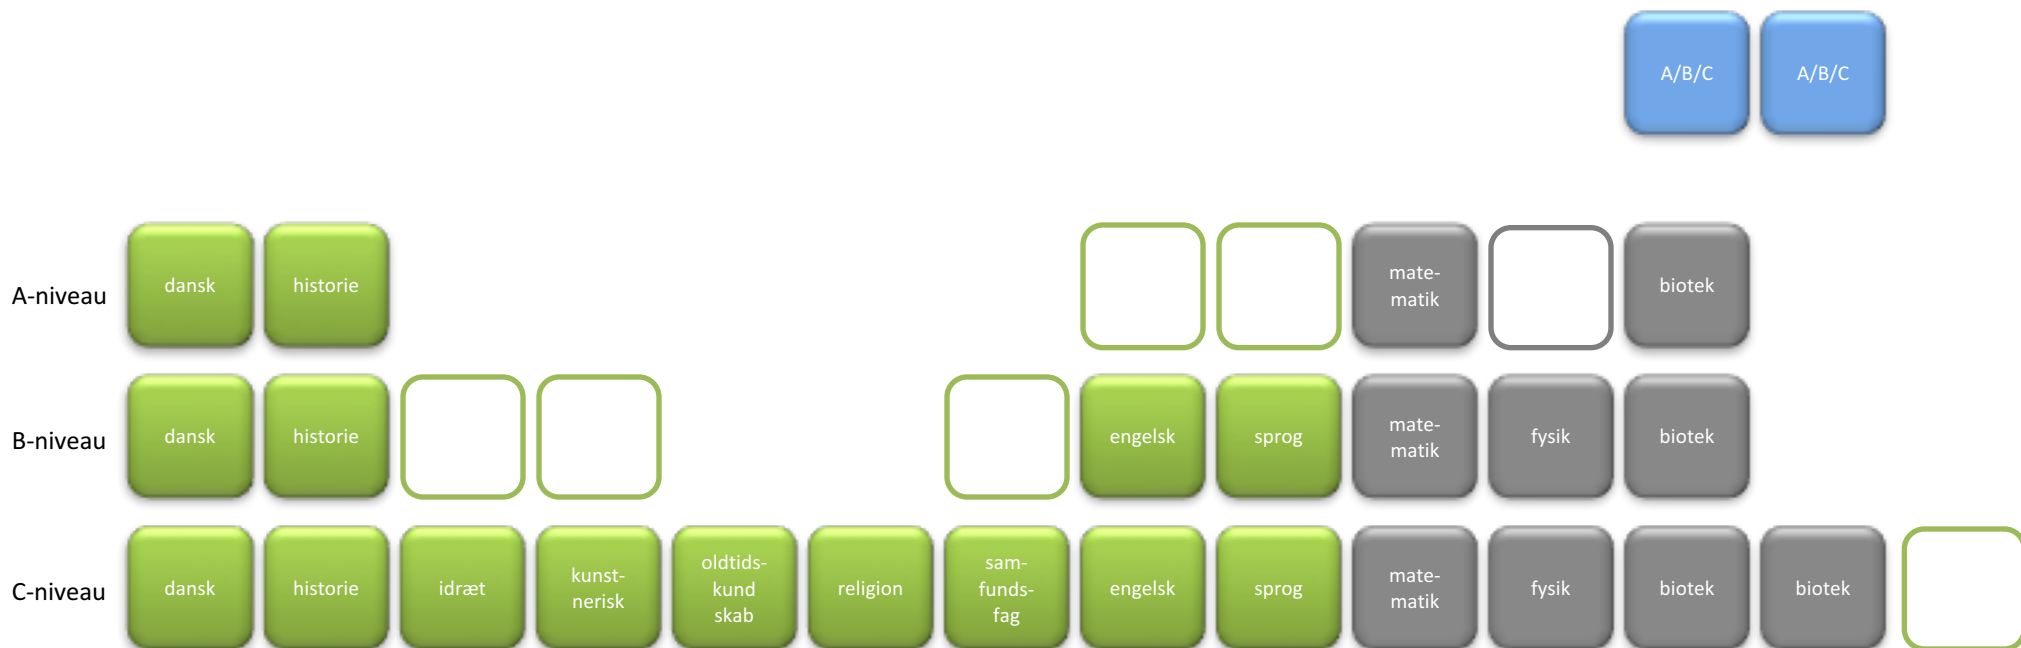 A/B/C
A/B/C
A-niveau
dansk
historie
mate-
matik
biotek
B-niveau
dansk
historie
engelsk
sprog
mate-
matik
fysik
biotek
C-niveau
dansk
historie
idræt
kunst-
nerisk
oldtids-
kund
skab
religion
sam-
funds-
fag
engelsk
sprog
mate-
matik
fysik
biotek
biotek